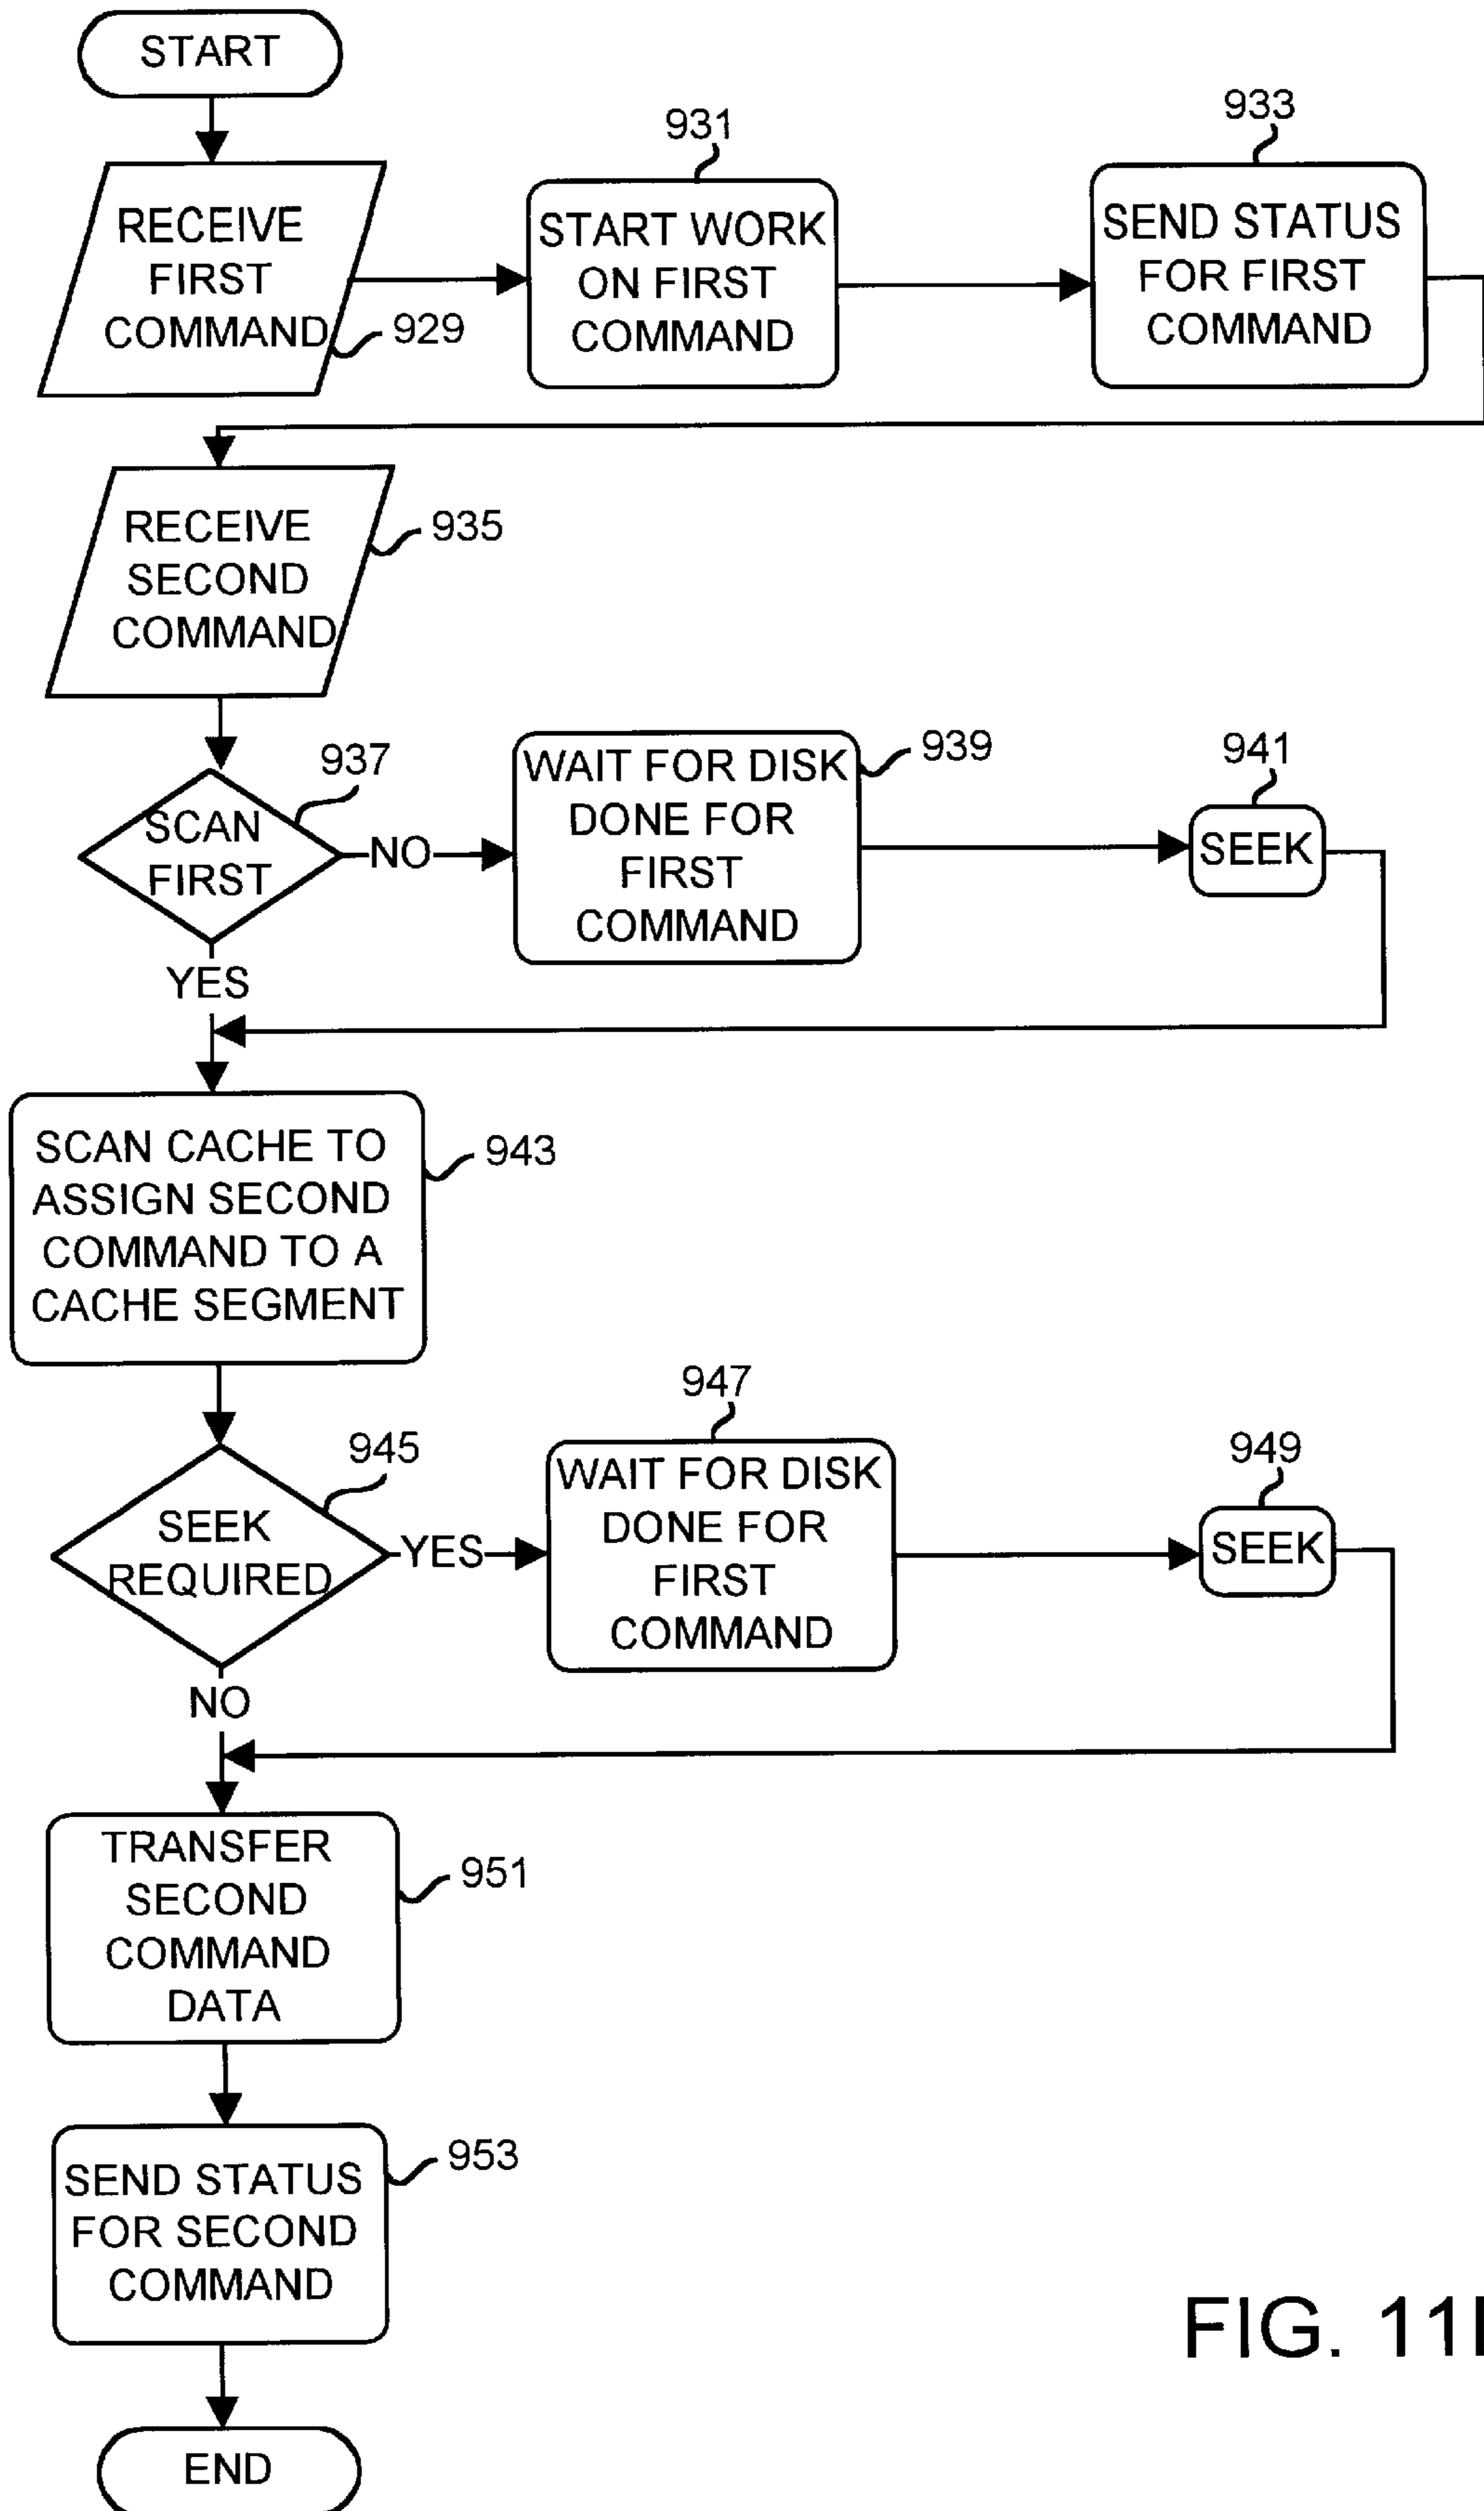 START
RECEIVE
FIRST
COMMAND
929
931
START WORK
ON FIRST
COMMAND
933
SEND STATUS
FOR FIRST
COMMAND
RECEIVE
SECOND
COMMAND
935
937
SCAN
FIRST
NO
YES
WAIT FOR DISK
DONE FOR
FIRST
COMMAND
939
941
SEEK
SCAN CACHE TO
ASSIGN SECOND
COMMAND TO A
CACHE SEGMENT
943
945
SEEK
REQUIRED
YES
NO
947
WAIT FOR DISK
DONE FOR
FIRST
COMMAND
949
SEEK
TRANSFER
SECOND
COMMAND
DATA
951
SEND STATUS
FOR SECOND
COMMAND
953
END
FIG.